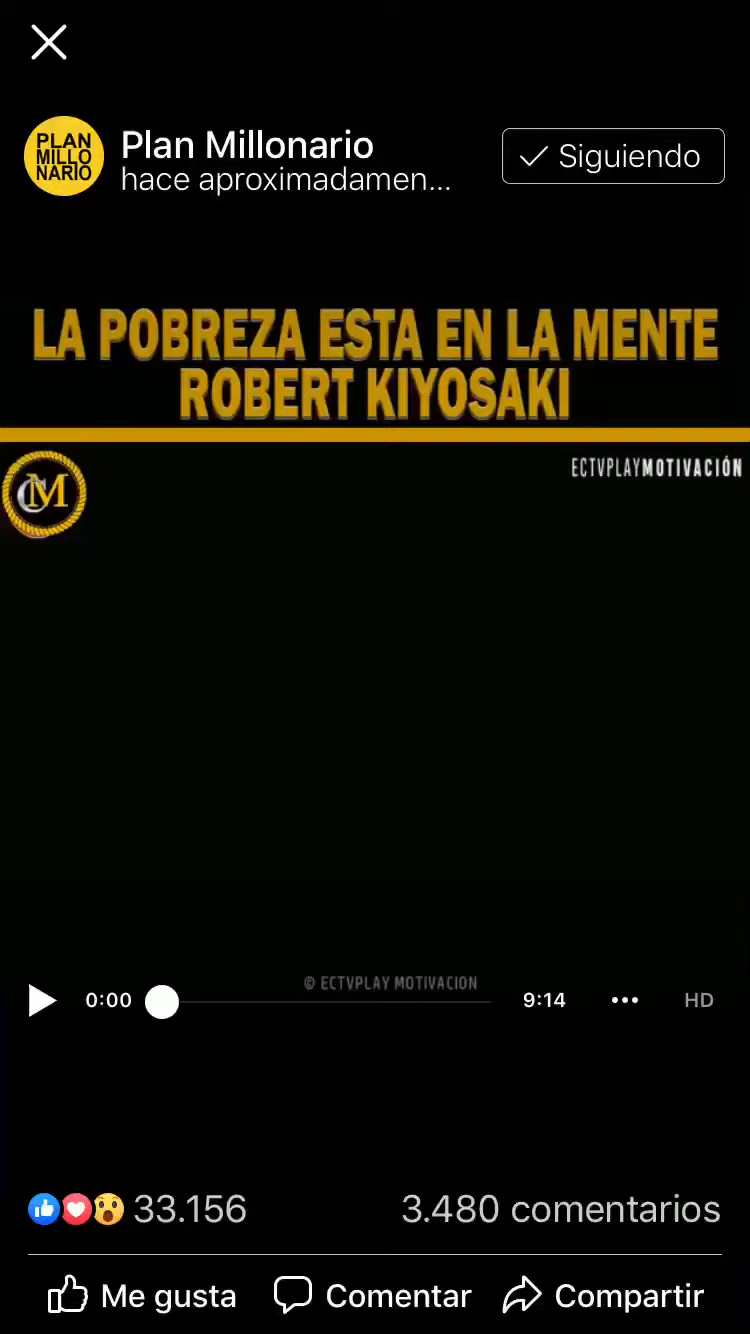 PLAN
MILLO
NARIO
Plan Millonario
hace aproximadamen...
Siguiendo
LA POBREZA ESTA EN LA MENTE
ROBERT KIYOSAKI
CM
ECTVPLAYMOTIVACIÓN
© ECTVPLAY MOTIVACION
0:00
9:14
HD
33.156
3.480 comentarios
Me gusta
Comentar
Compartir